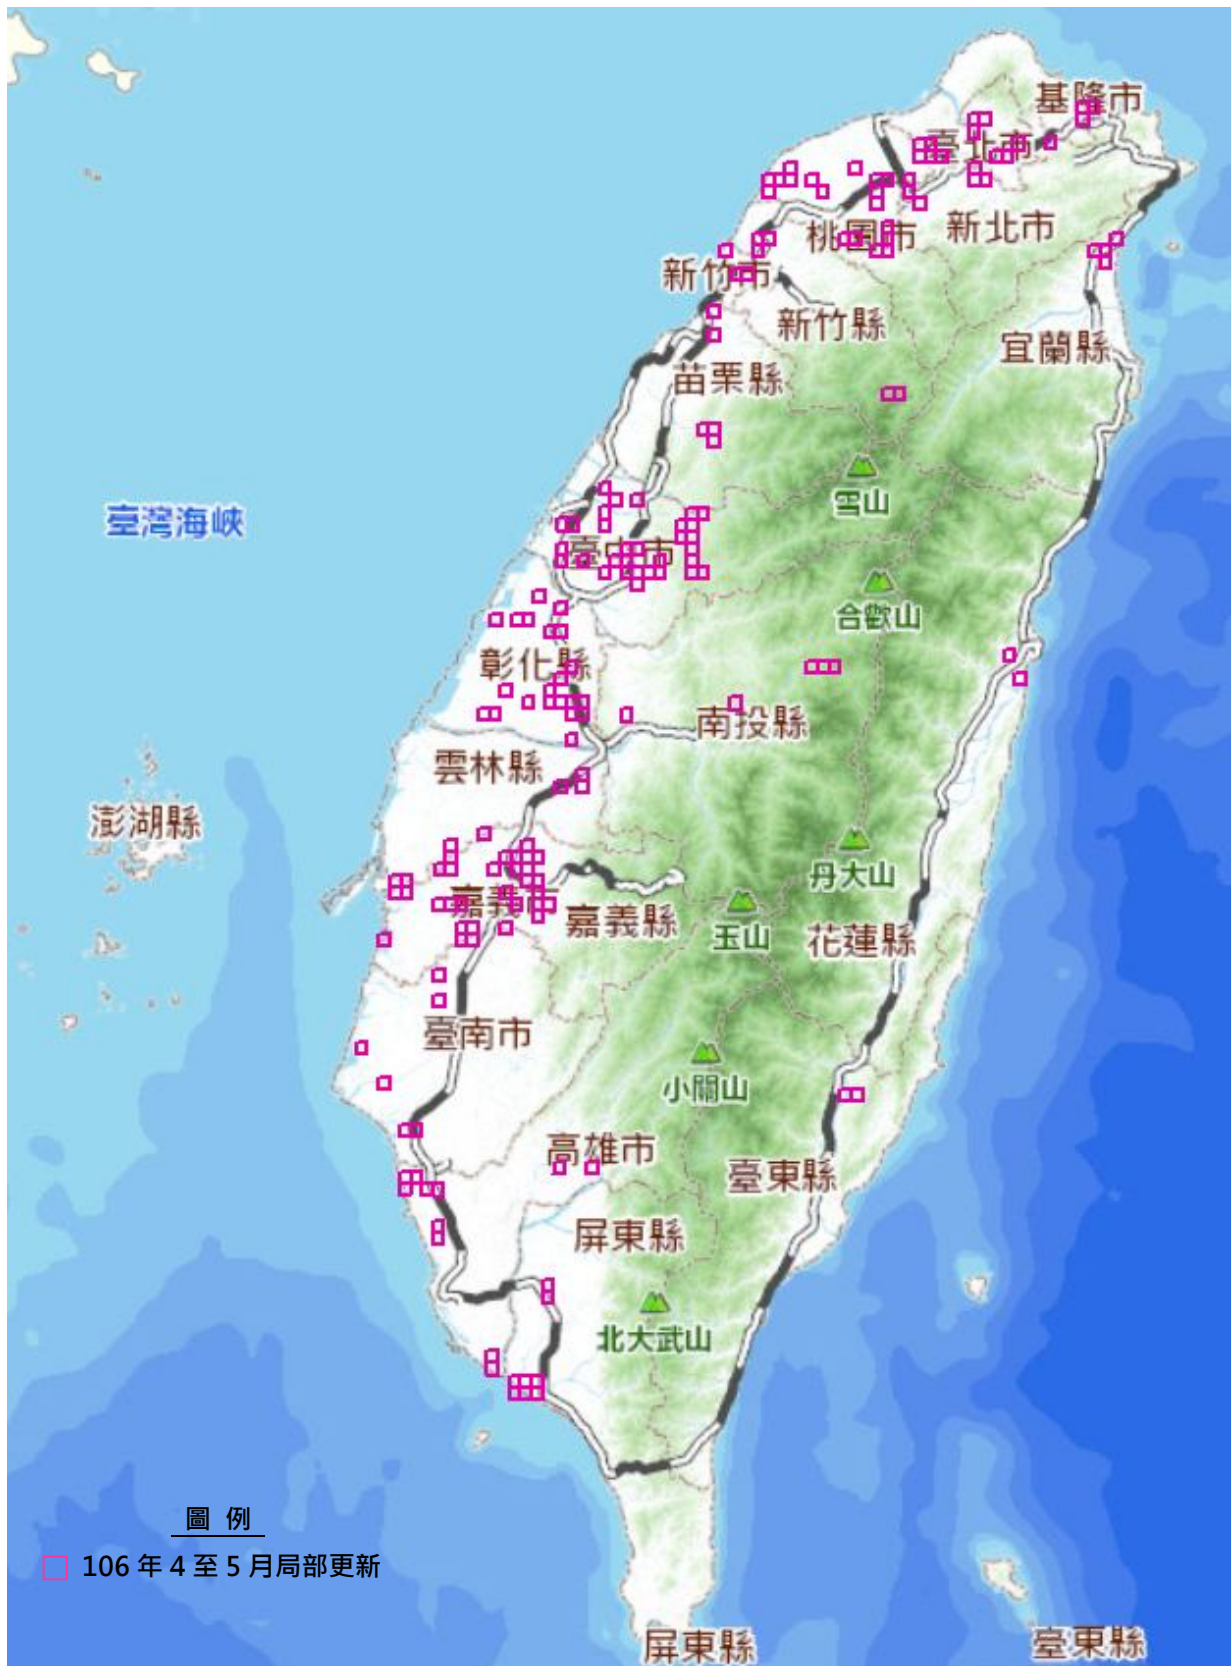 基隆市
臺北市
新北市
桃園市
新竹市
新竹縣
宜蘭縣
苗栗縣
雪山
臺灣海峽
臺中市
合歡山
彰化縣
南投縣
雲林縣
澎湖縣
丹大山
嘉義市
嘉義縣
玉山
花蓮縣
臺南市
小關山
高雄市
臺東縣
屏東縣
北大武山
圖 例
106 年 4 至 5 月局部更新
屏東縣
臺東縣